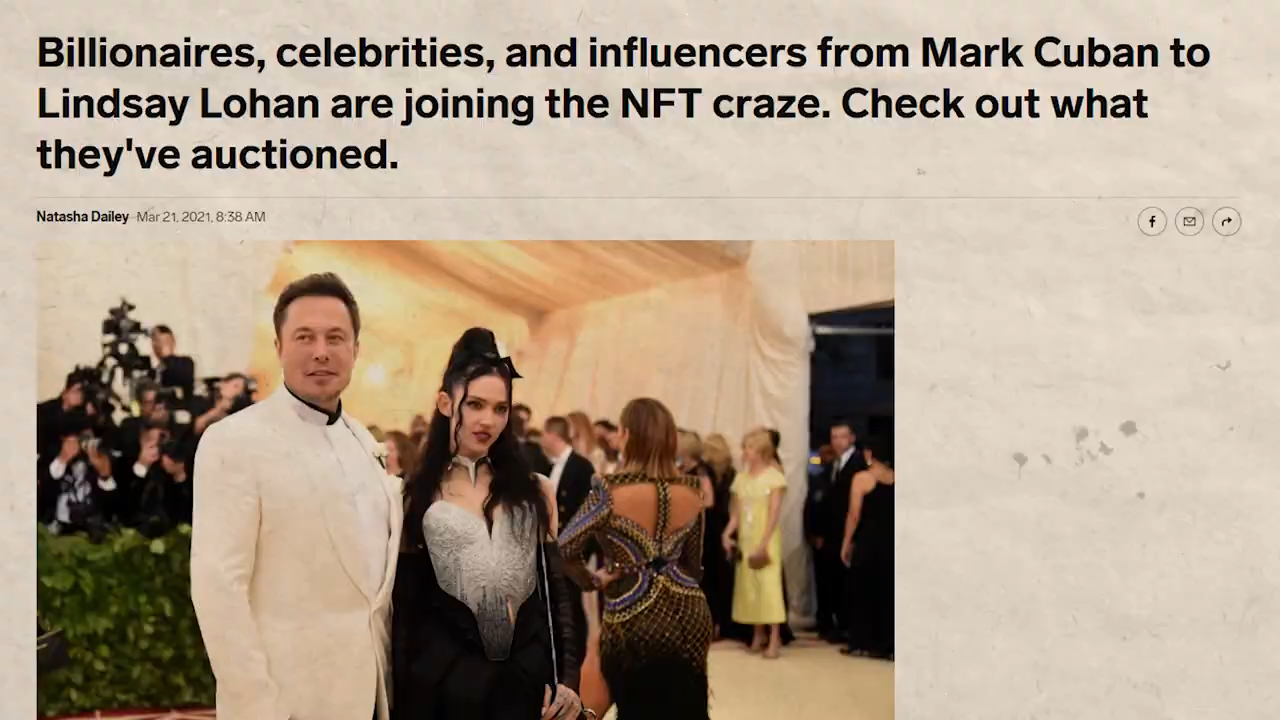 Billionaires, celebrities, and influencers from Mark Cuban to
Lindsay Lohan are joining the NFT craze. Check out what
they've auctioned.
Natasha Dailey Mar 21, 2021, 8:38 AM